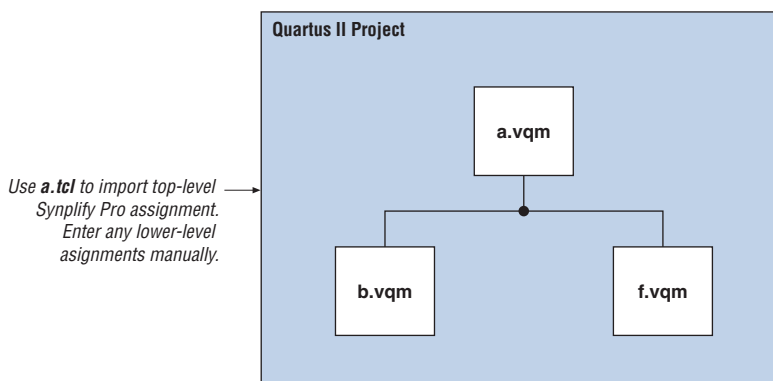 Quartus II Project
a.vqm
Use a.tcl to import top-level
Synplify Pro assignment.
Enter any lower-level
asignments manually.
b.vqm
f.vqm